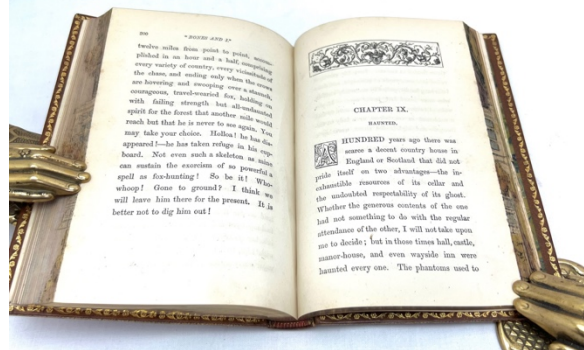 200 "BONES AND I"
twelve miles from point to point, accom-
plished in an hour and a half, comprising
every variety of country, every vicissitude of
the chase, and ending only when the crows
are hovering and swooping over a staunch,
courageous, travel-wearied fox, holding on
with failing strength but all-undaunted
spirit for the forest that another mile would
reach but that he is never to see again. You
may take your choice. Holloa! he has dis-
appeared!—he has taken refuge in his cup-
board. Not even such a skeleton as mine
can sustain the exorcism of so powerful a
spell as fox-hunting! So be it! Who-
whoop! Gone to ground? I think we
will leave him there for the present. It is
better not to dig him out!
CHAPTER IX.
HAUNTED.
A HUNDRED years ago there was
scarce a decent country house in
England or Scotland that did not
pride itself on two advantages—the in-
exhaustible resources of its cellar and
the undoubted respectability of its ghost.
Whether the generous contents of the one
had not something to do with the regular
attendance of the other, I will not take upon
me to decide; but in those times hall, castle,
manor-house, and even wayside inn were
haunted every one. The phantoms used to